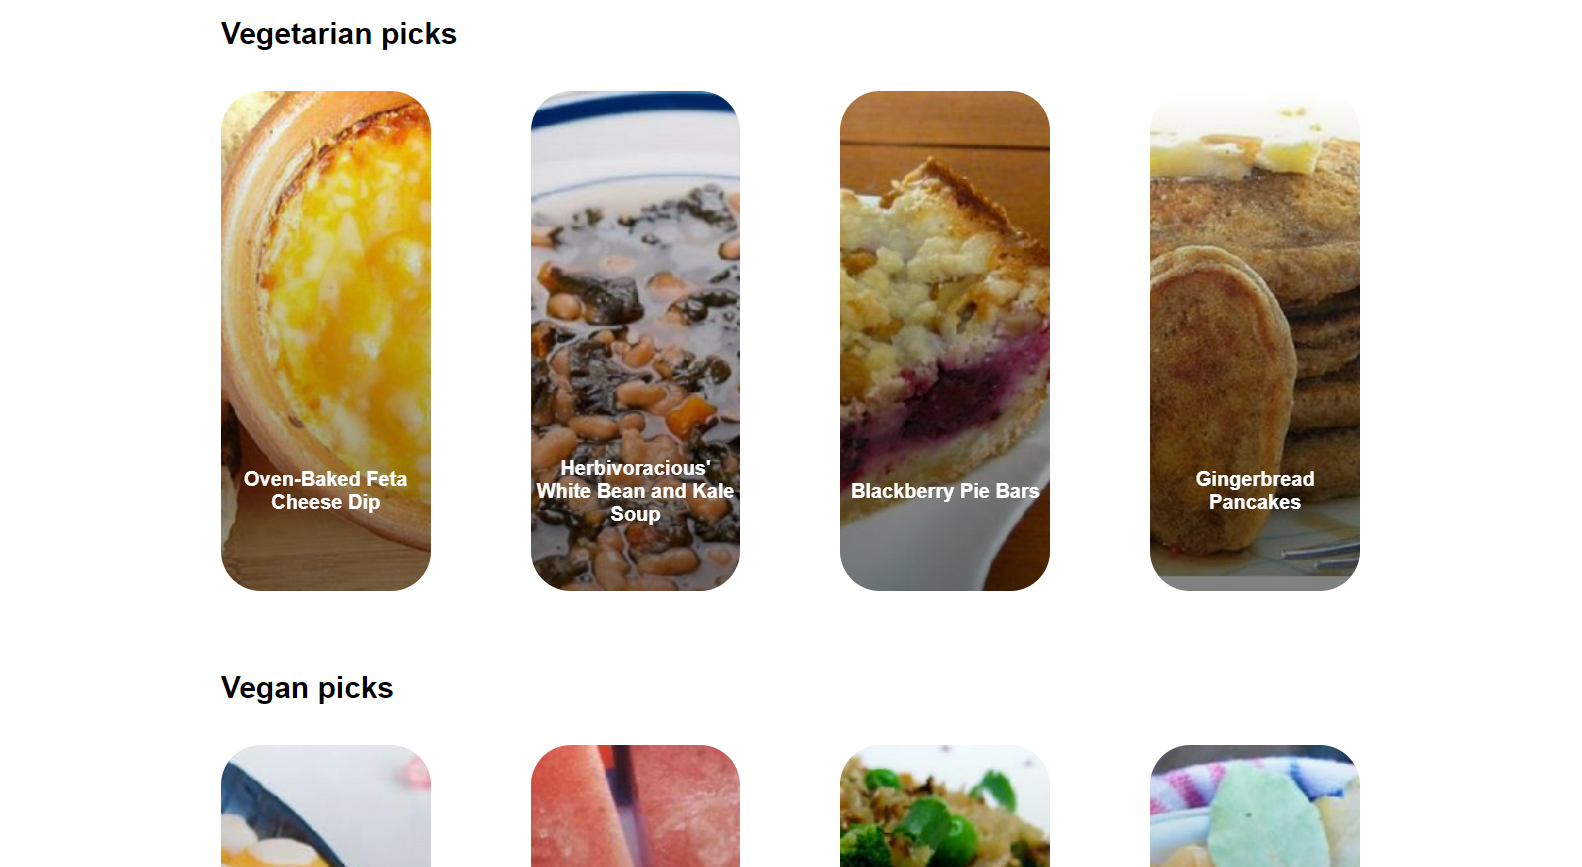 Vegetarian picks
Oven-Baked Feta
Cheese Dip
Herbivoracious'
White Bean and Kale
Soup
Blackberry Pie Bars
Gingerbread
Pancakes
Vegan picks